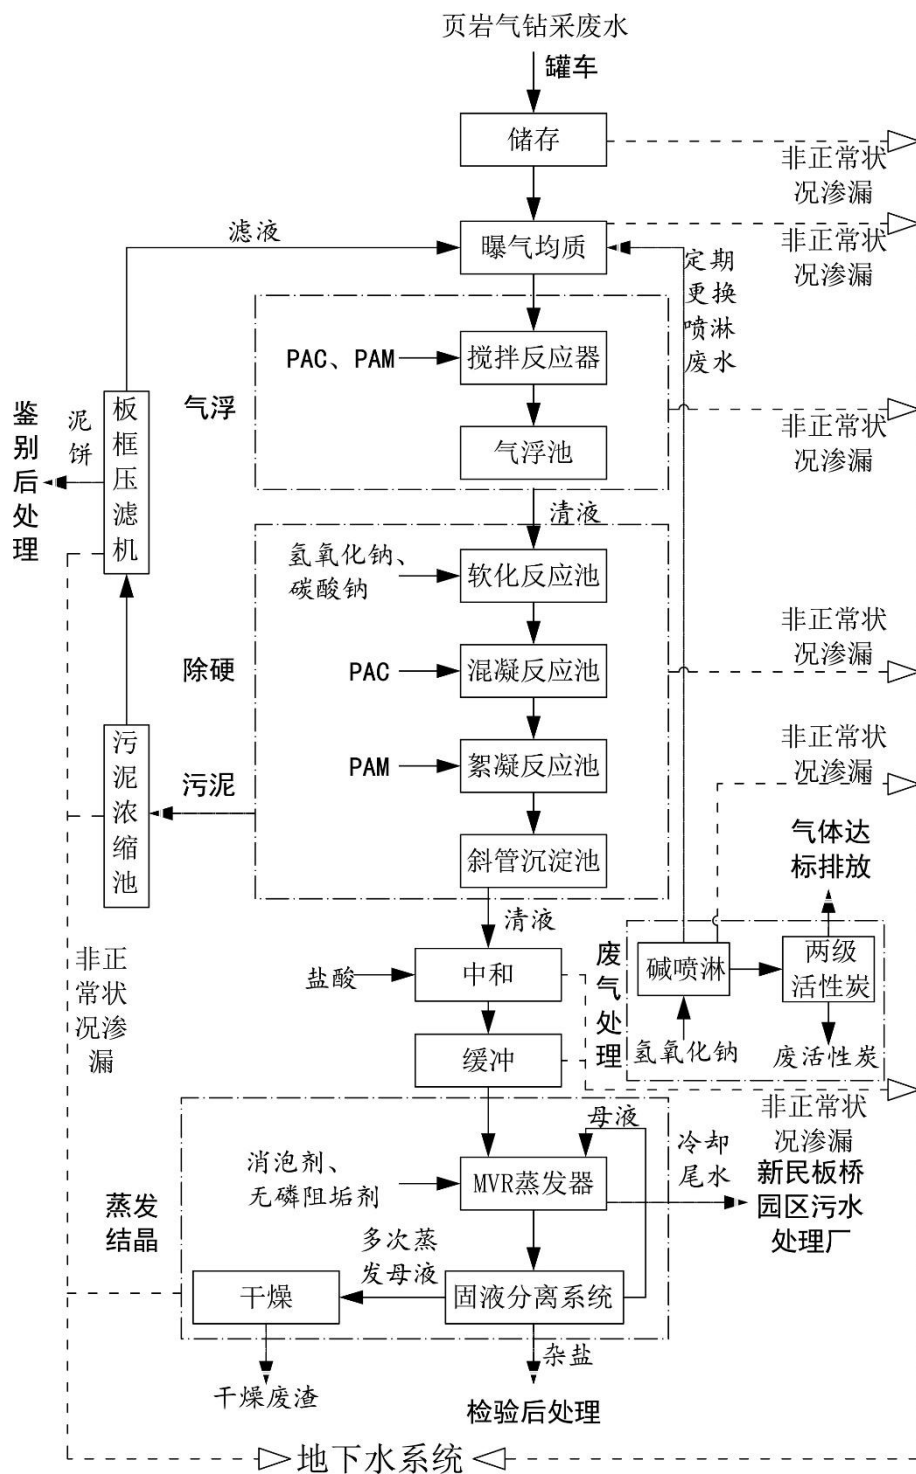 页岩气钻采废水
罐车
储存
非正常状
况渗漏
滤液
曝气均质
定期
更换
喷淋
废水
非正常状
况渗漏
PAC、PAM
搅拌反应器
气浮
气浮池
非正常状
况渗漏
鉴别后处理
泥饼
板框压滤机
清液
氢氧化钠、
碳酸钠
软化反应池
除硬
PAC
混凝反应池
非正常状
况渗漏
PAM
絮凝反应池
非正常状
况渗漏
污泥浓缩池
污泥
斜管沉淀池
气体达
标排放
清液
非正
常状
况渗
漏
盐酸
中和
废气处理
碱喷淋
两级
活性炭
缓冲
氢氧化钠
废活性炭
非正常状
况渗漏
母液
冷却
尾水
消泡剂、
无磷阻垢剂
MVR蒸发器
新民板桥
园区污水
处理厂
蒸发
结晶
多次蒸
发母液
干燥
固液分离系统
杂盐
干燥废渣
检验后处理
地下水系统